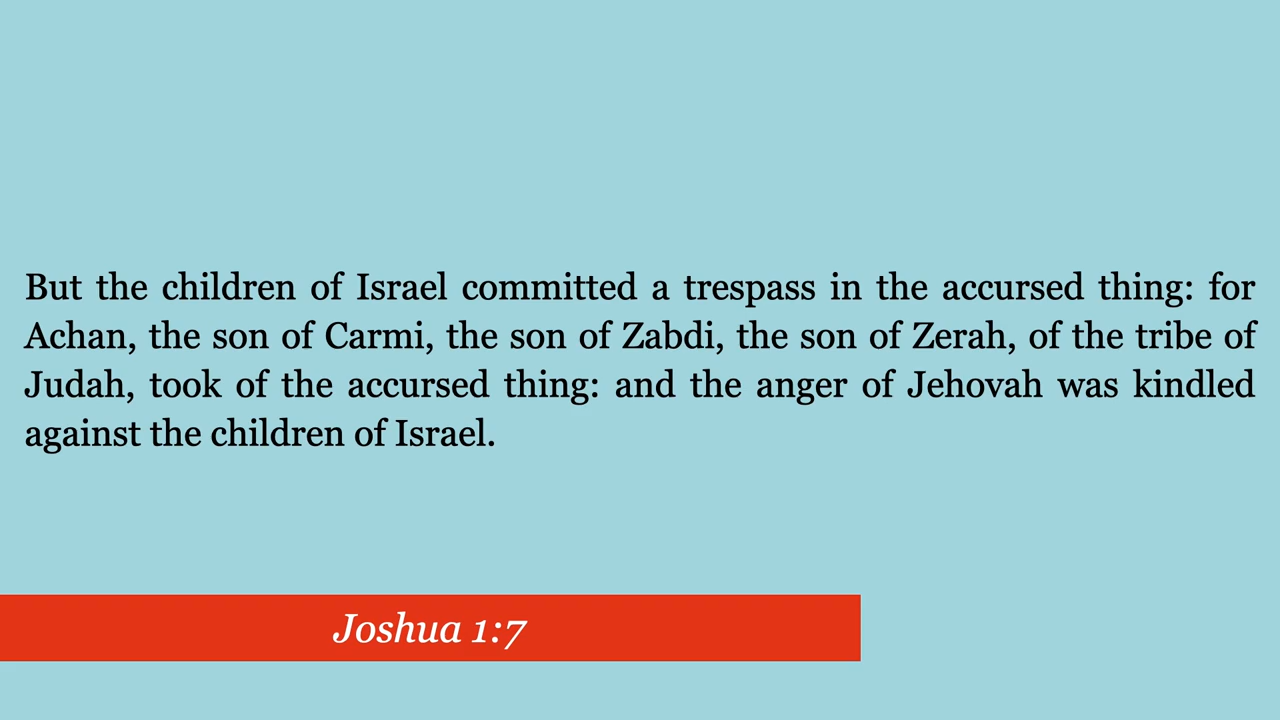 But the children of Israel committed a trespass in the accursed thing: for
Achan, the son of Carmi, the son of Zabdi, the son of Zerah, of the tribe of
Judah, took of the accursed thing: and the anger of Jehovah was kindled
against the children of Israel.
Joshua 1:7